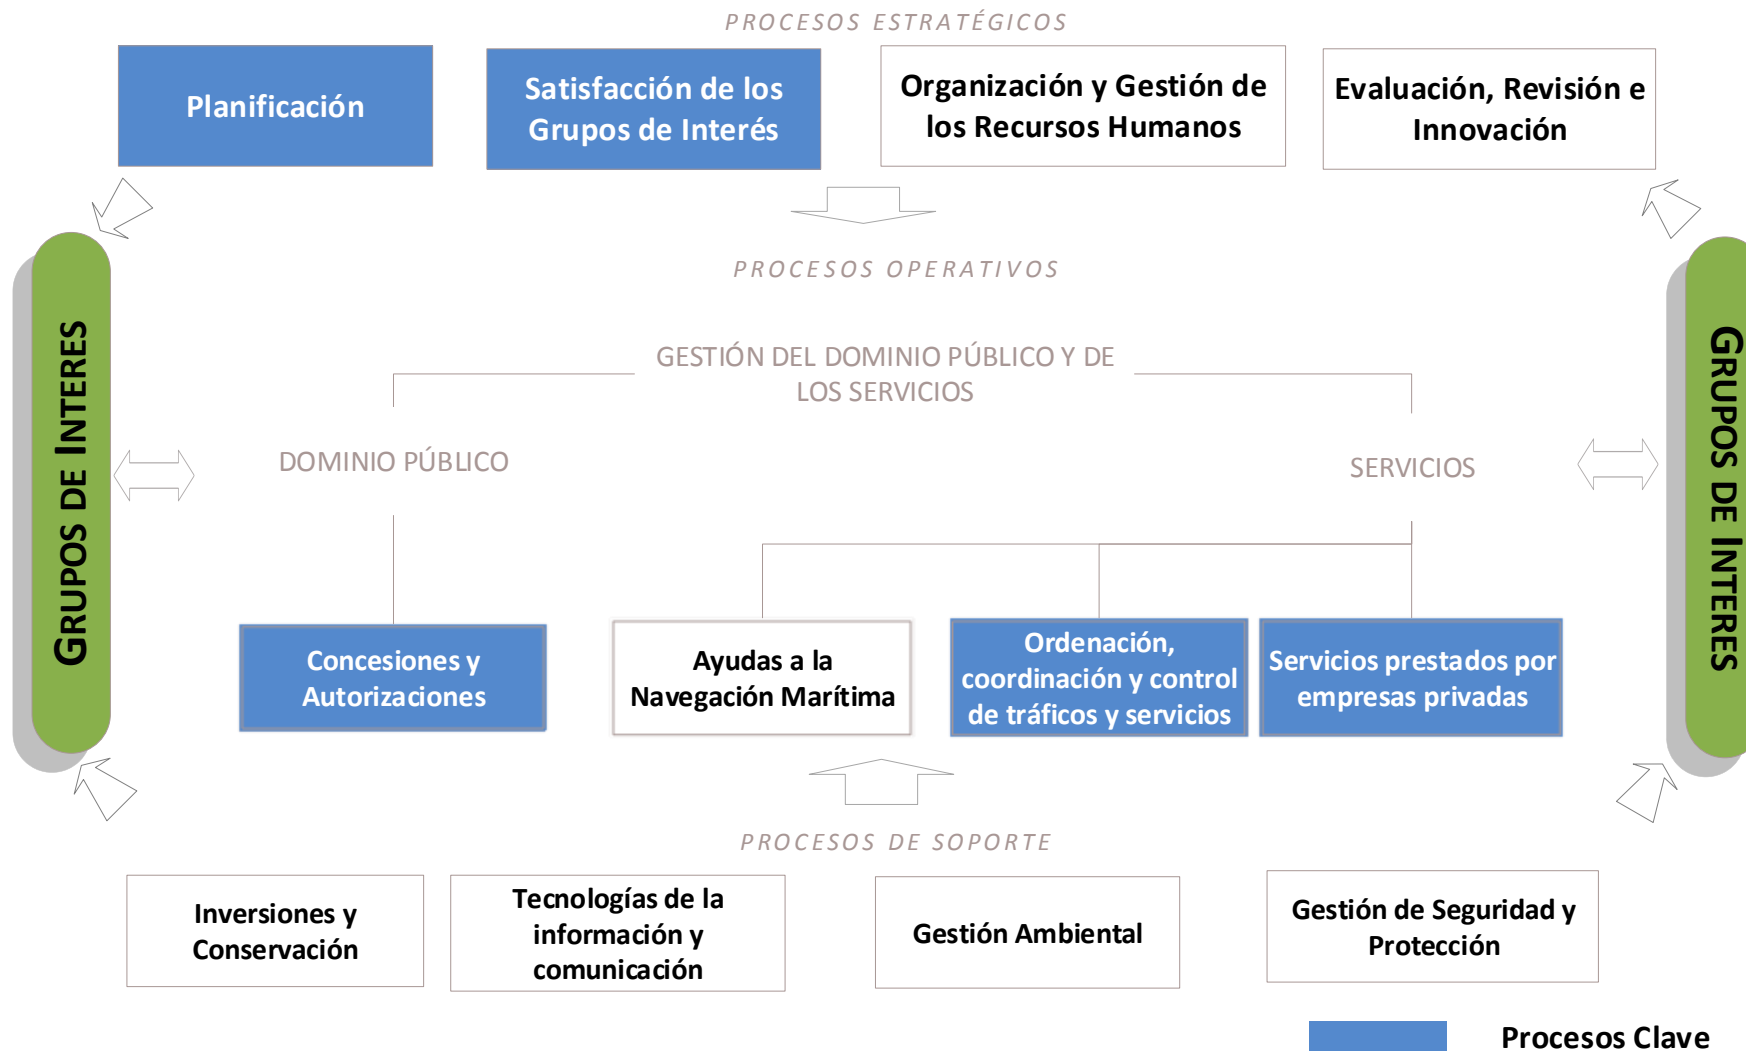 PROCESOS ESTRATÉGICOS
Planificación
Satisfacción de los
Grupos de Interés
Organización y Gestión de
los Recursos Humanos
Evaluación, Revisión e
Innovación
PROCESOS OPERATIVOS
GRUPOS DE INTERES
GESTIÓN DEL DOMINIO PÚBLICO Y DE
LOS SERVICIOS
DOMINIO PÚBLICO
SERVICIOS
GRUPOS DE INTERES
Concesiones y
Autorizaciones
Ayudas a la
Navegación Marítima
Ordenación,
coordinación y control
de tráficos y servicios
Servicios prestados por
empresas privadas
PROCESOS DE SOPORTE
Inversiones y
Conservación
Tecnologías de la
información y
comunicación
Gestión Ambiental
Gestión de Seguridad y
Protección
Procesos Clave